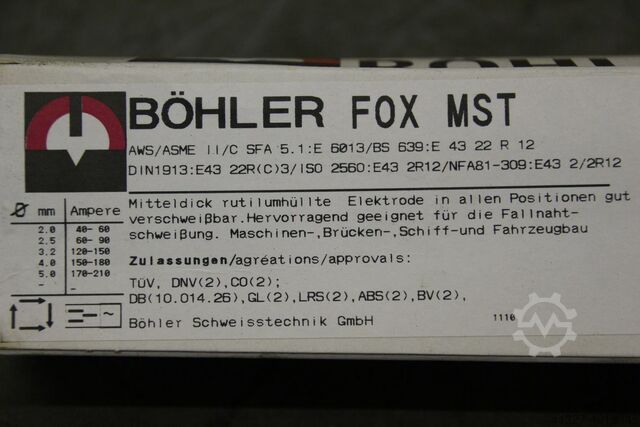 BÖHLER FOX MST
AWS/ASME II/C SFA 5.1:E 6013/BS 639:E 43 22 R 12
DIN1913:E43 22R(C)3/ISO 2560:E43 2R12/NFA81-309:E43 2/2R12
Mitteldick rutilumhüllte Elektrode in allen Positionen gut
verschweißbar.Hervorragend geeignet für die Fallnaht-
schweißung. Maschinen-,Brücken-,Schiff-und Fahrzeugbau
Zulassungen/agréations/approvals:
TÜV, DNV(2),CO(2);
DB(10.014.26),GL(2),LRS(2),ABS(2),BV(2),
Böhler Schweisstechnik GmbH
1110
Ø mm Ampere
2.0 40- 60
2.5 60- 90
3.2 120-150
4.0 150-180
5.0 170-210
- -